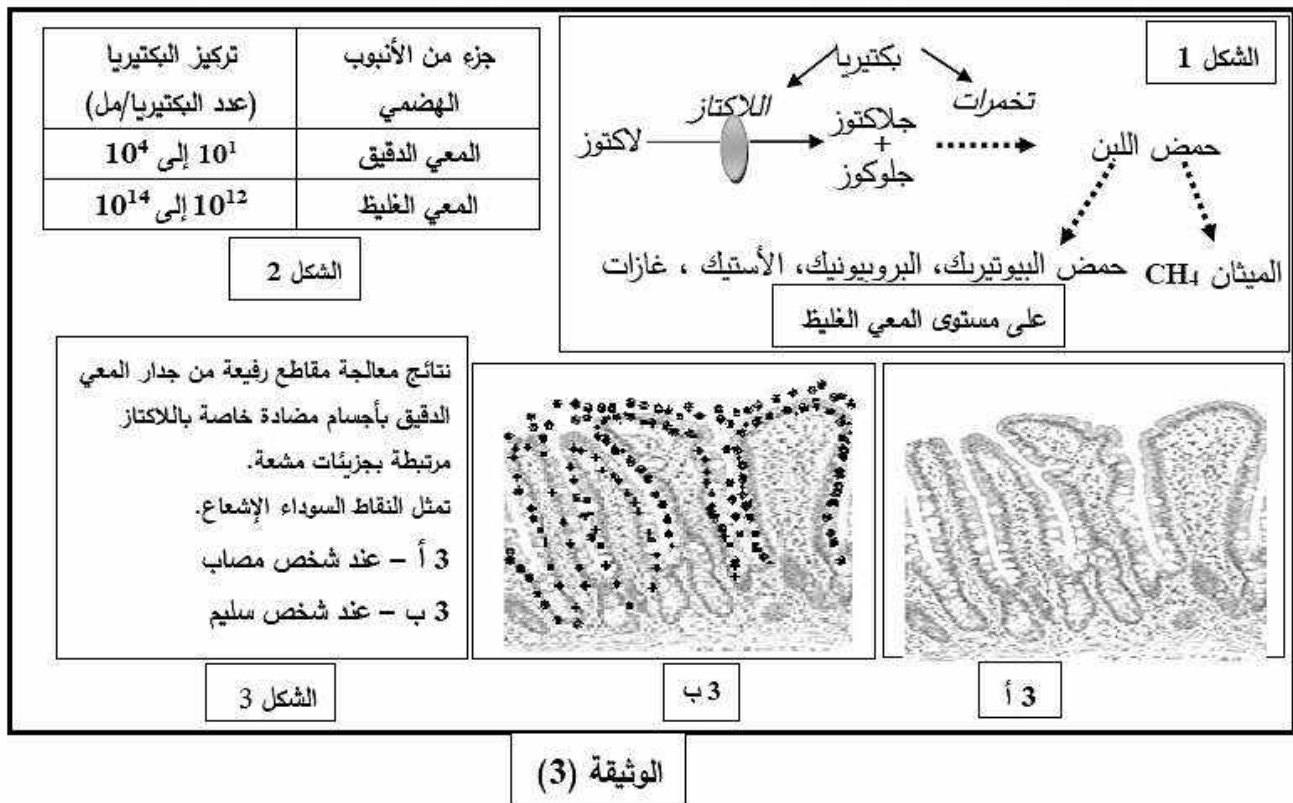 الشكل 1
بكتيريا
اللاكتاز
تخمرات
لاكتوز
جلاكتوز
+
جلوكوز
حمض اللبن
حمض البيوتيريك، البروبيونيك، الأستيك ، غازات
الميثان CH₄
على مستوى المعي الغليظ
جزء من الأنبوب الهضمي
تركيز البكتيريا (عدد البكتيريا/مل)
المعي الدقيق
10¹ إلى 10⁴
المعي الغليظ
10¹² إلى 10¹⁴
الشكل 2
نتائج معالجة مقاطع رفيعة من جدار المعي
الدقيق بأجسام مضادة خاصة باللاكتاز
مرتبطة بجزيئات مشعة.
تمثل النقاط السوداء الإشعاع.
3 أ – عند شخص مصاب
3 ب – عند شخص سليم
الشكل 3
3 ب
3 أ
الوثيقة (3)